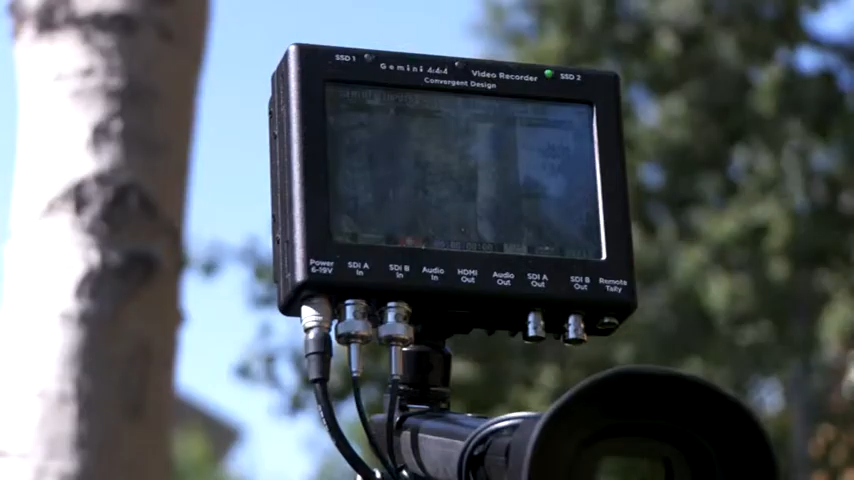 SSD 1
Gemini 4:4:4 Video Recorder
SSD 2
Convergent Design
Power 6-19V
SDI A In
SDI B In
Audio In
HDMI Out
Audio Out
SDI A Out
SDI B Out
Remote Tally